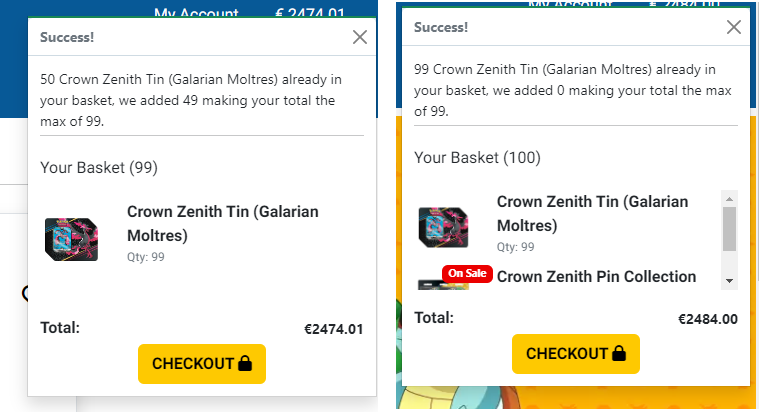 My Account € 2474.01
Success!
50 Crown Zenith Tin (Galarian Moltres) already in
your basket, we added 49 making your total the
max of 99.
Your Basket (99)
Crown Zenith Tin (Galarian
Moltres)
Qty: 99
Total: €2474.01
CHECKOUT
My Account € 2484.00
Success!
99 Crown Zenith Tin (Galarian Moltres) already in
your basket, we added 0 making your total the max
of 99.
Your Basket (100)
Crown Zenith Tin (Galarian
Moltres)
Qty: 99
On Sale
Crown Zenith Pin Collection
Total: €2484.00
CHECKOUT